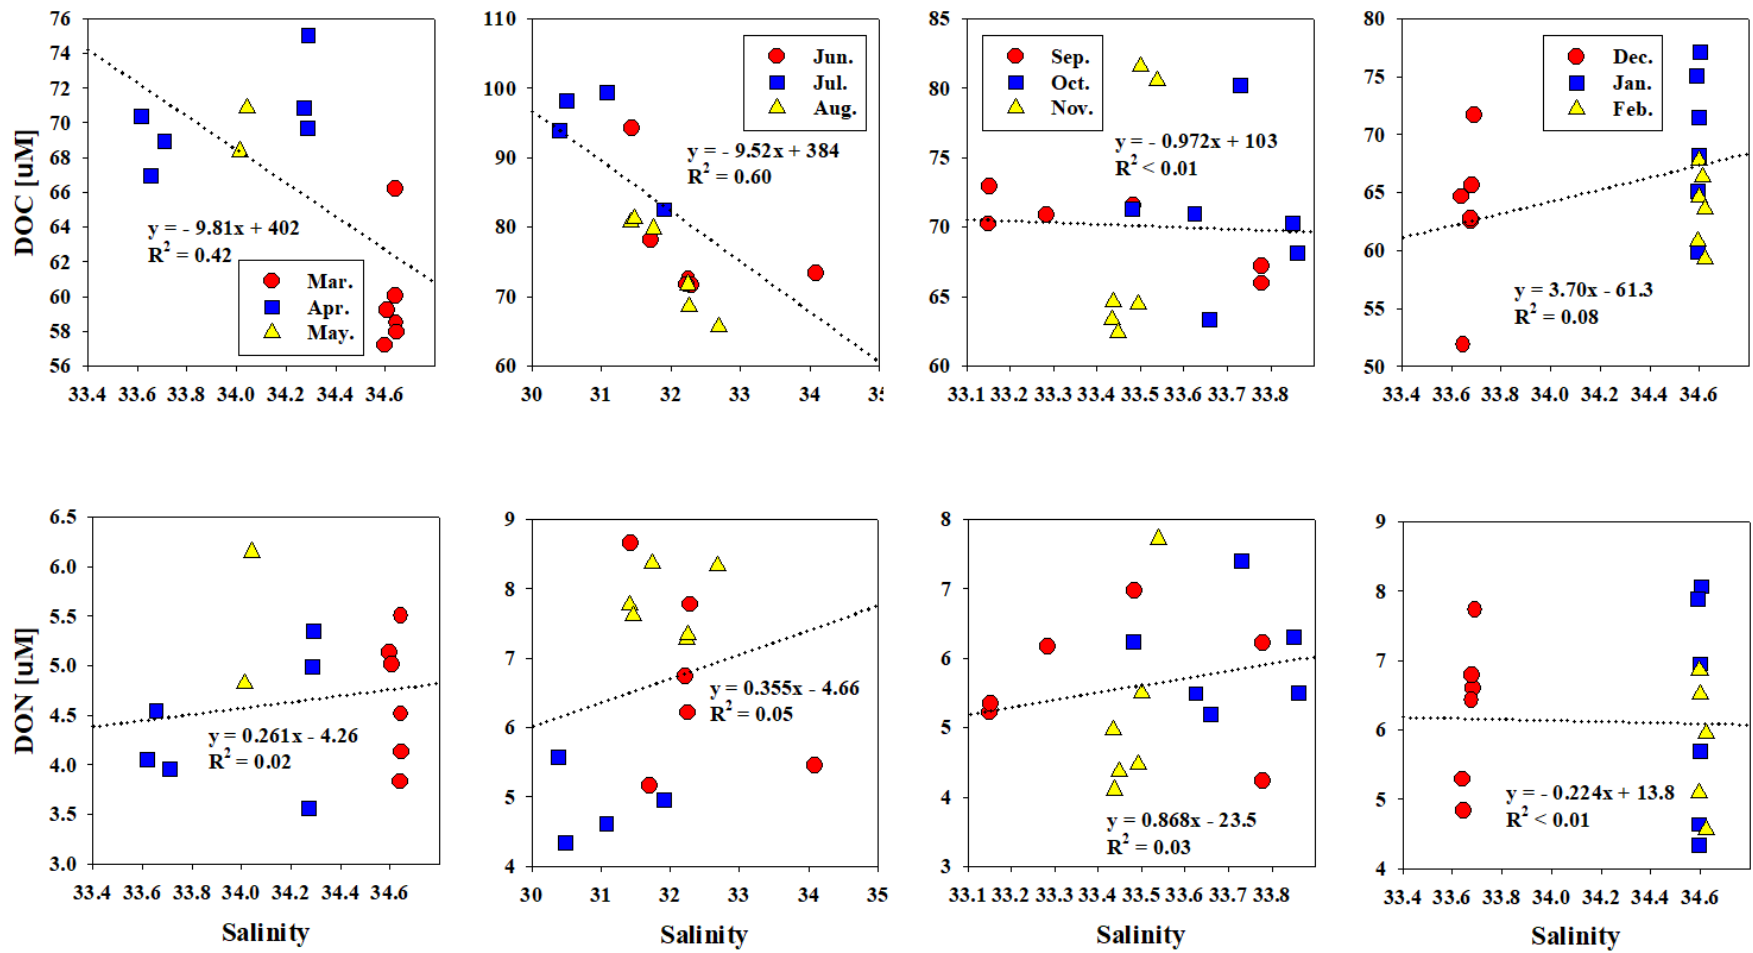 DOC [uM]
76
74
72
70
68
66
64
62
60
58
56
y = - 9.81x + 402
R² = 0.42
Mar.
Apr.
May.
33.4 33.6 33.8 34.0 34.2 34.4 34.6
110
100
90
80
70
60
Jun.
Jul.
Aug.
y = - 9.52x + 384
R² = 0.60
30 31 32 33 34
85
80
75
70
65
60
Sep.
Oct.
Nov.
y = - 0.972x + 103
R² < 0.01
33.1 33.2 33.3 33.4 33.5 33.6 33.7 33.8
80
75
70
65
60
55
50
Dec.
Jan.
Feb.
y = 3.70x - 61.3
R² = 0.08
33.4 33.6 33.8 34.0 34.2 34.4 34.6
DON [uM]
6.5
6.0
5.5
5.0
4.5
4.0
3.5
3.0
y = 0.261x - 4.26
R² = 0.02
33.4 33.6 33.8 34.0 34.2 34.4 34.6
Salinity
9
8
7
6
5
4
y = 0.355x - 4.66
R² = 0.05
30 31 32 33 34 35
Salinity
8
7
6
5
4
3
y = 0.868x - 23.5
R² = 0.03
33.1 33.2 33.3 33.4 33.5 33.6 33.7 33.8
Salinity
9
8
7
6
5
4
y = - 0.224x + 13.8
R² < 0.01
33.4 33.6 33.8 34.0 34.2 34.4 34.6
Salinity